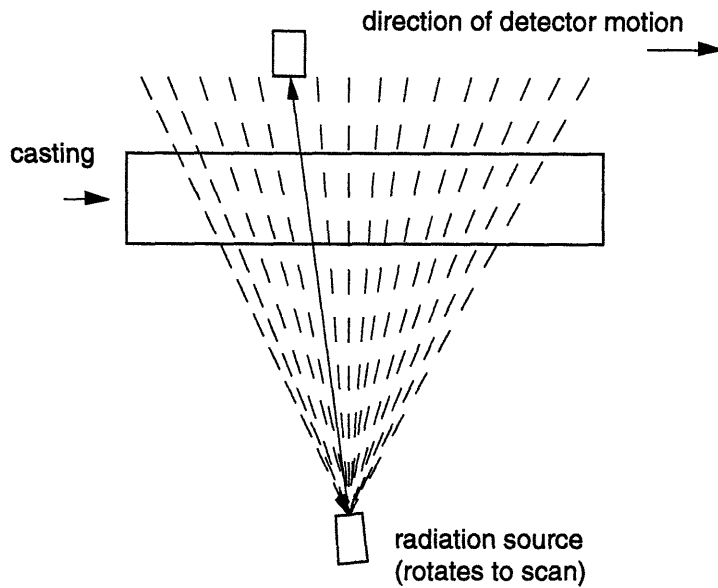 direction of detector motion
casting
radiation source
(rotates to scan)